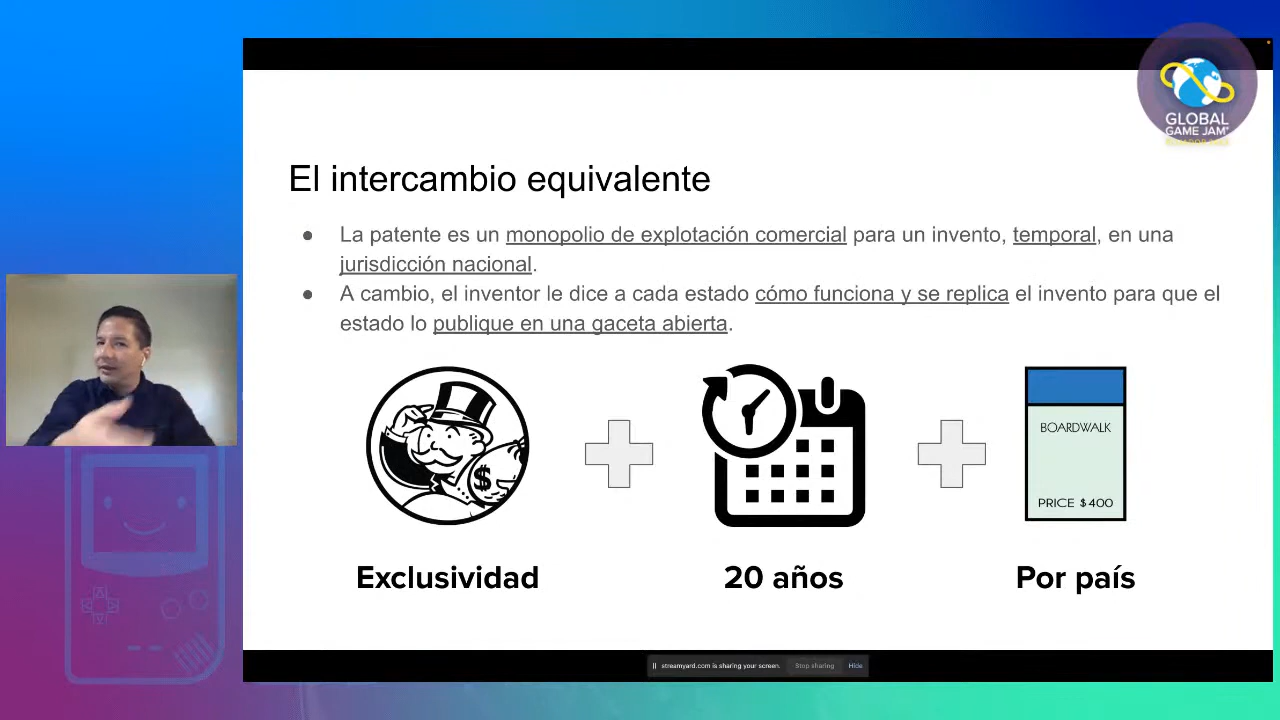 GLOBAL
GAME JAM
El intercambio equivalente
● La patente es un monopolio de explotación comercial para un invento, temporal, en una
jurisdicción nacional.
● A cambio, el inventor le dice a cada estado cómo funciona y se replica el invento para que el
estado lo publique en una gaceta abierta.
$
BOARDWALK
PRICE $400
Exclusividad
20 años
Por país
streamyard.com is sharing your screen.
Stop sharing
Hide